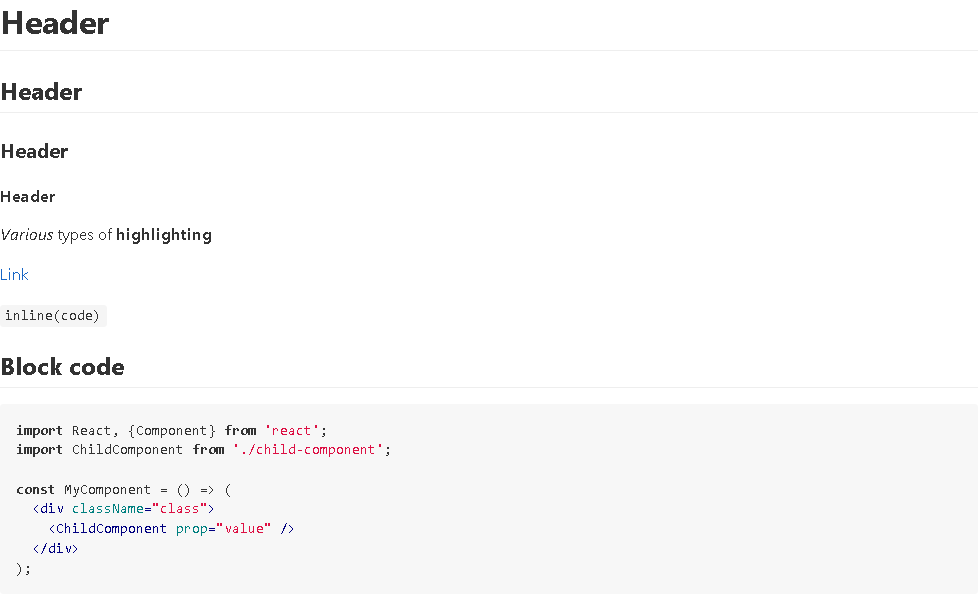 Header
Header
Header
Header
Various types of highlighting
Link
inline(code)
Block code
import React, {Component} from 'react';
import ChildComponent from './child-component';
const MyComponent = () => (
  <div className="class">
    <ChildComponent prop="value" />
  </div>
);